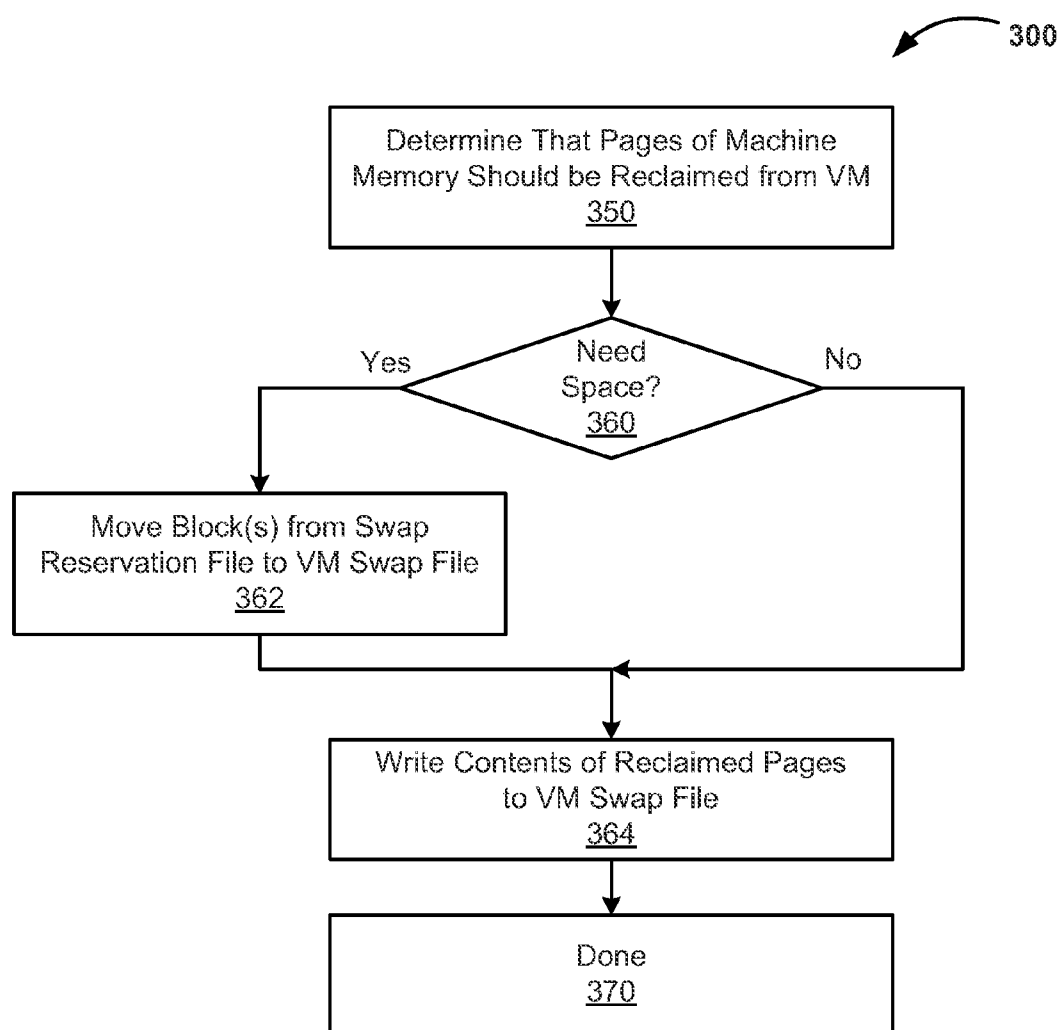 300
Determine That Pages of Machine
Memory Should be Reclaimed from VM
350
Yes
Need
Space?
360
No
Move Block(s) from Swap
Reservation File to VM Swap File
362
Write Contents of Reclaimed Pages
to VM Swap File
364
Done
370